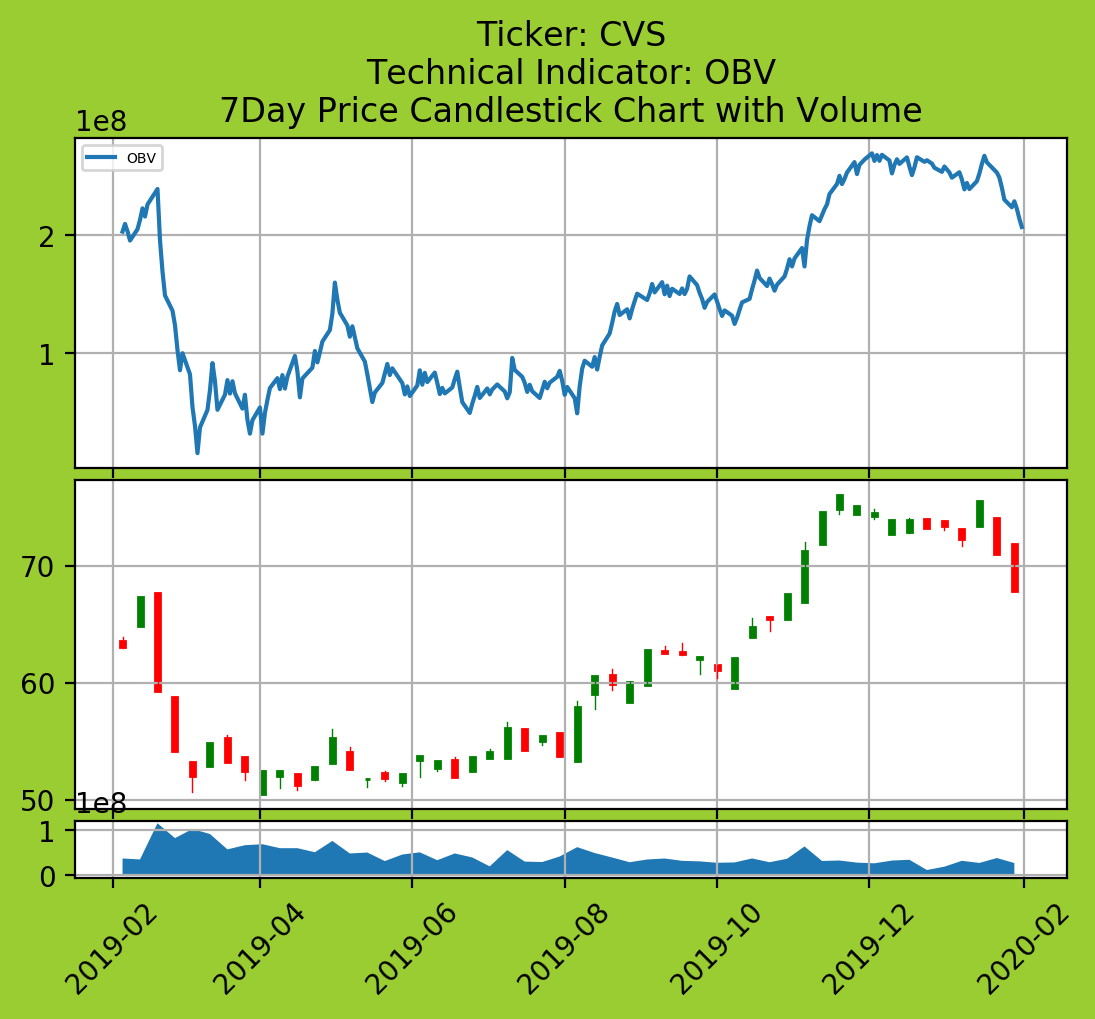 Ticker: CVS
Technical Indicator: OBV
7Day Price Candlestick Chart with Volume
1e8
OBV
2
1
70
60
50
1e8
1
0
2019-02
2019-04
2019-06
2019-08
2019-10
2019-12
2020-02